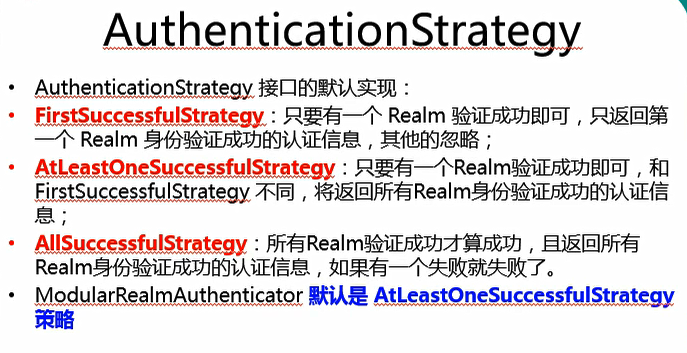 AuthenticationStrategy
• AuthenticationStrategy 接口的默认实现：
• FirstSuccessfulStrategy：只要有一个 Realm 验证成功即可，只返回第
一个 Realm 身份验证成功的认证信息，其他的忽略；
• AtLeastOneSuccessfulStrategy：只要有一个Realm验证成功即可，和
FirstSuccessfulStrategy 不同，将返回所有Realm身份验证成功的认证信
息；
• AllSuccessfulStrategy：所有Realm验证成功才算成功，且返回所有
Realm身份验证成功的认证信息，如果有一个失败就失败了。
• ModularRealmAuthenticator 默认是 AtLeastOneSuccessfulStrategy
策略